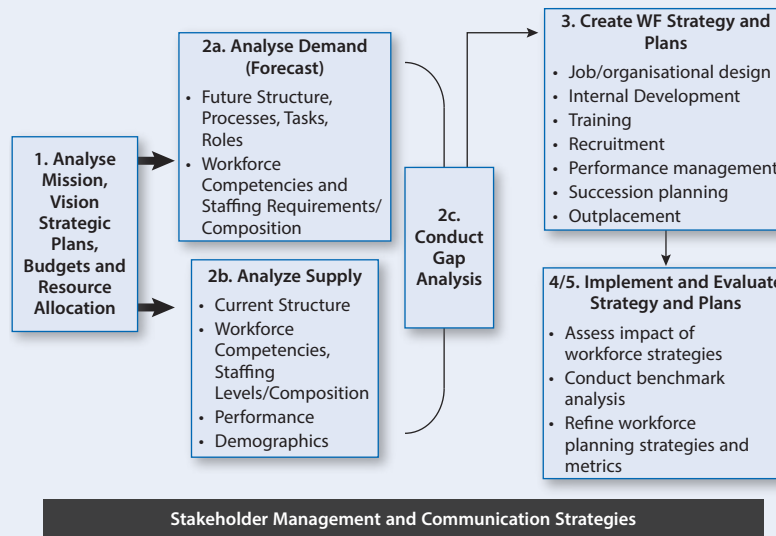 1. Analyse
Mission,
Vision
Strategic
Plans,
Budgets and
Resource
Allocation
2a. Analyse Demand
(Forecast)
• Future Structure,
Processes, Tasks,
Roles
• Workforce
Competencies and
Staffing Requirements/
Composition
2b. Analyze Supply
• Current Structure
• Workforce
Competencies,
Staffing
Levels/Composition
• Performance
• Demographics
2c.
Conduct
Gap
Analysis
3. Create WF Strategy and
Plans
• Job/organisational design
• Internal Development
• Training
• Recruitment
• Performance management
• Succession planning
• Outplacement
4/5. Implement and Evaluate
Strategy and Plans
• Assess impact of
workforce strategies
• Conduct benchmark
analysis
• Refine workforce
planning strategies and
metrics
Stakeholder Management and Communication Strategies